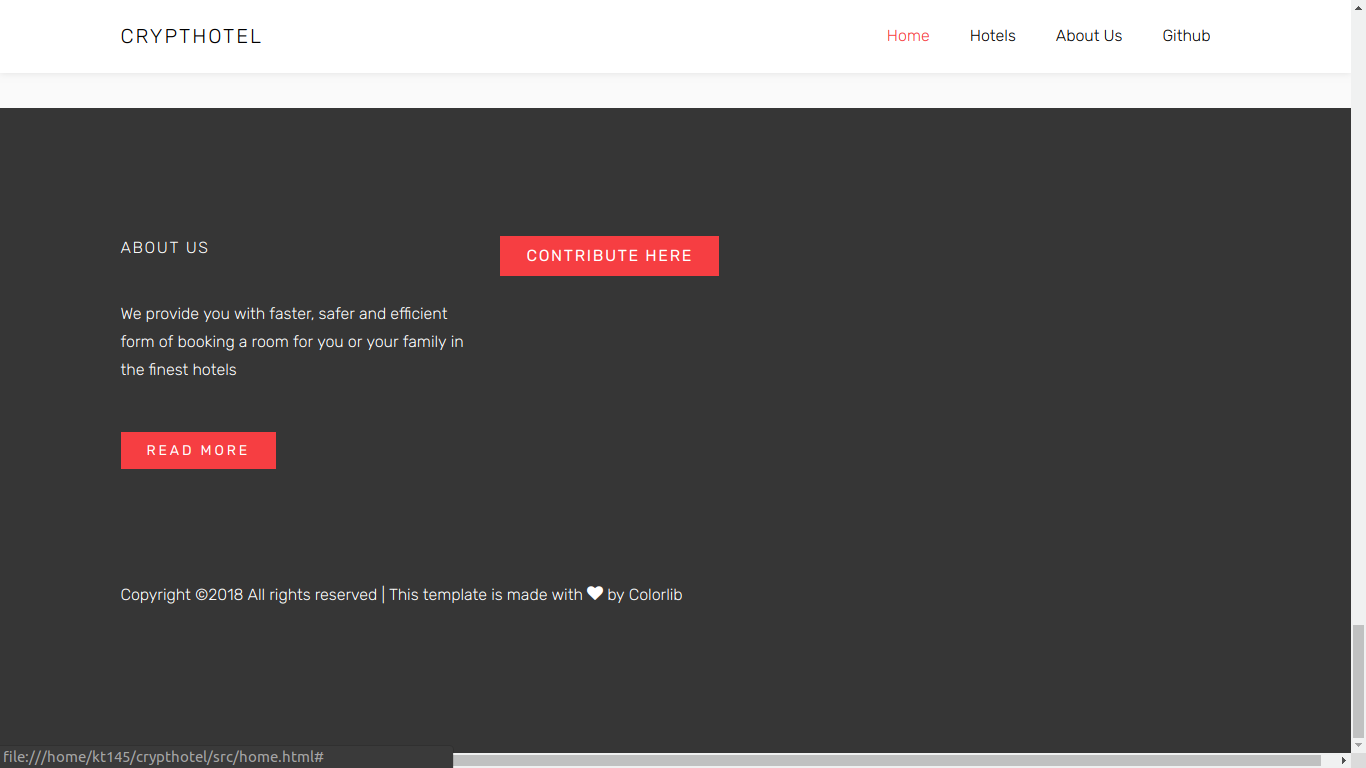 CRYPTHOTEL
Home Hotels About Us Github
ABOUT US
CONTRIBUTE HERE
We provide you with faster, safer and efficient
form of booking a room for you or your family in
the finest hotels
READ MORE
Copyright ©2018 All rights reserved | This template is made with ♥ by Colorlib
file:///home/kt145/crypthotel/src/home.html#